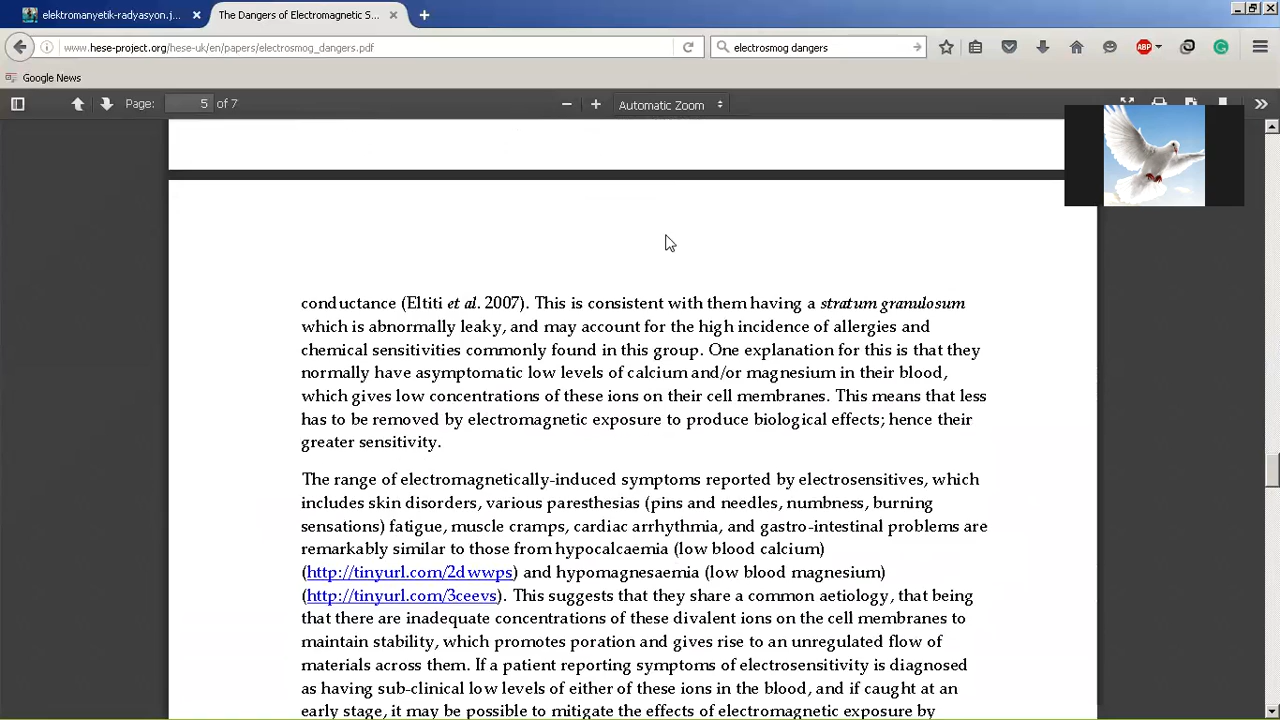 elektromanyetik-radyasyon.j...
The Dangers of Electromagnetic S...
www.hese-project.org/hese-uk/en/papers/electrosmog_dangers.pdf
electrosmog dangers
ABP
Google News
Page: 5 of 7
Automatic Zoom
conductance (Eltiti et al. 2007). This is consistent with them having a stratum granulosum
which is abnormally leaky, and may account for the high incidence of allergies and
chemical sensitivities commonly found in this group. One explanation for this is that they
normally have asymptomatic low levels of calcium and/or magnesium in their blood,
which gives low concentrations of these ions on their cell membranes. This means that less
has to be removed by electromagnetic exposure to produce biological effects; hence their
greater sensitivity.
The range of electromagnetically-induced symptoms reported by electrosensitives, which
includes skin disorders, various paresthesias (pins and needles, numbness, burning
sensations) fatigue, muscle cramps, cardiac arrhythmia, and gastro-intestinal problems are
remarkably similar to those from hypocalcaemia (low blood calcium)
(http://tinyurl.com/2dwwps) and hypomagnesaemia (low blood magnesium)
(http://tinyurl.com/3ceevs). This suggests that they share a common aetiology, that being
that there are inadequate concentrations of these divalent ions on the cell membranes to
maintain stability, which promotes poration and gives rise to an unregulated flow of
materials across them. If a patient reporting symptoms of electrosensitivity is diagnosed
as having sub-clinical low levels of either of these ions in the blood, and if caught at an
early stage, it may be possible to mitigate the effects of electromagnetic exposure by